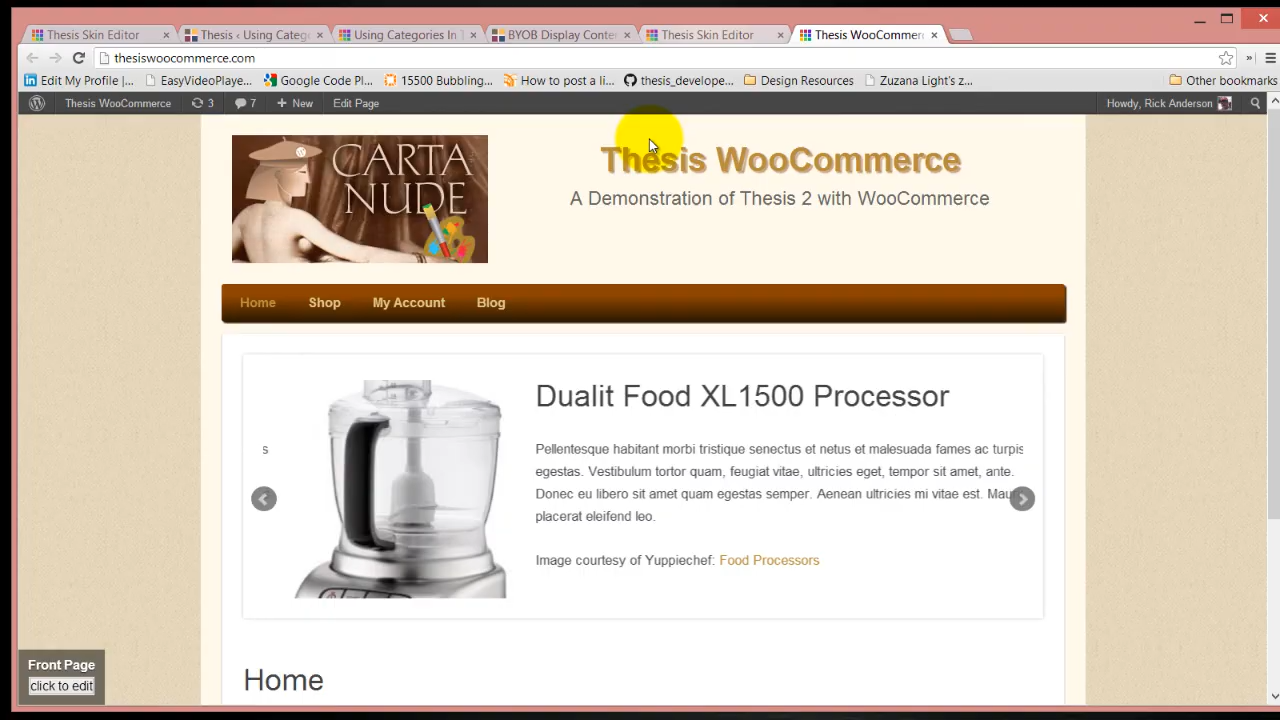 Thesis Skin Editor
Thesis ‹ Using Catego
Using Categories In
BYOB Display Conte
Thesis Skin Editor
Thesis WooCommer
thesiswoocommerce.com
Edit My Profile |...
EasyVideoPlaye...
Google Code Pl...
15500 Bubbling...
How to post a li...
thesis_develope...
Design Resources
Zuzana Light's z...
Other bookmarks
Thesis WooCommerce
3
7
+ New
Edit Page
Howdy, Rick Anderson
CARTA
NUDE
Thesis WooCommerce
A Demonstration of Thesis 2 with WooCommerce
Home
Shop
My Account
Blog
Dualit Food XL1500 Processor
s
Pellentesque habitant morbi tristique senectus et netus et malesuada fames ac turpis
egestas. Vestibulum tortor quam, feugiat vitae, ultricies eget, tempor sit amet, ante.
Donec eu libero sit amet quam egestas semper. Aenean ultricies mi vitae est. Mau
placerat eleifend leo.
Image courtesy of Yuppiechef: Food Processors
Front Page
click to edit
Home